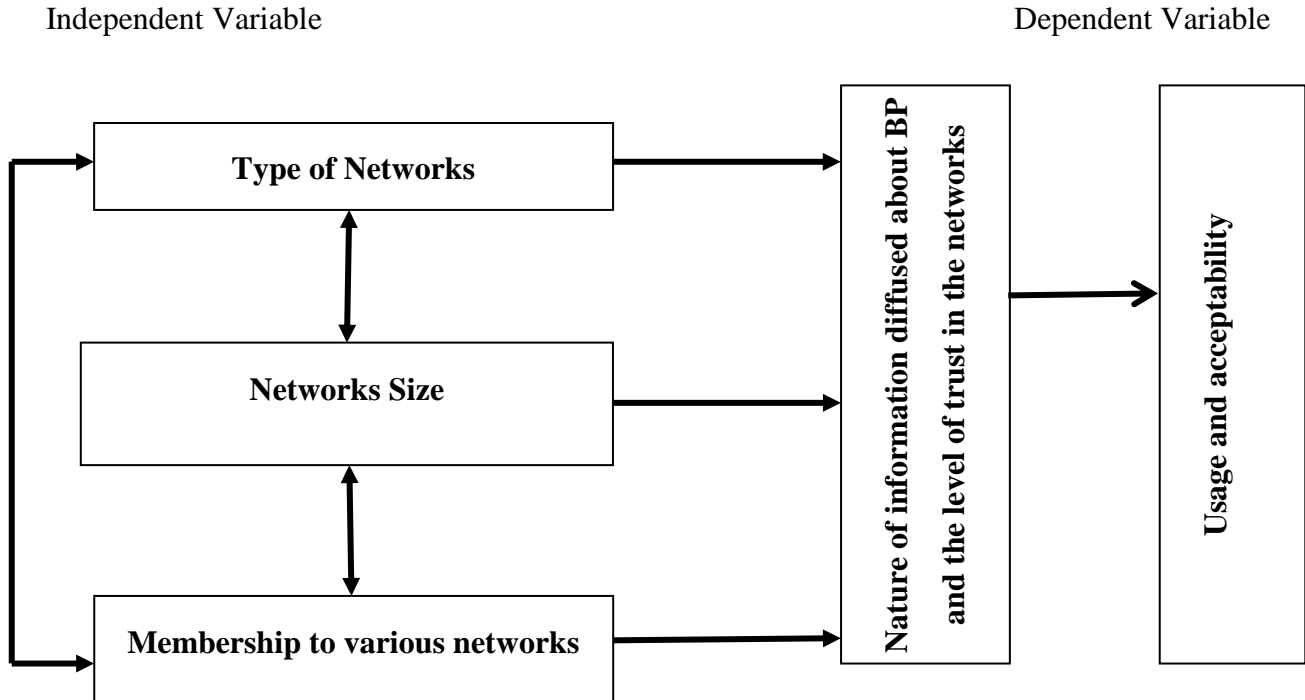 Independent Variable
Dependent Variable
Type of Networks
Networks Size
Membership to various networks
Nature of information diffused about BP
and the level of trust in the networks
Usage and acceptability